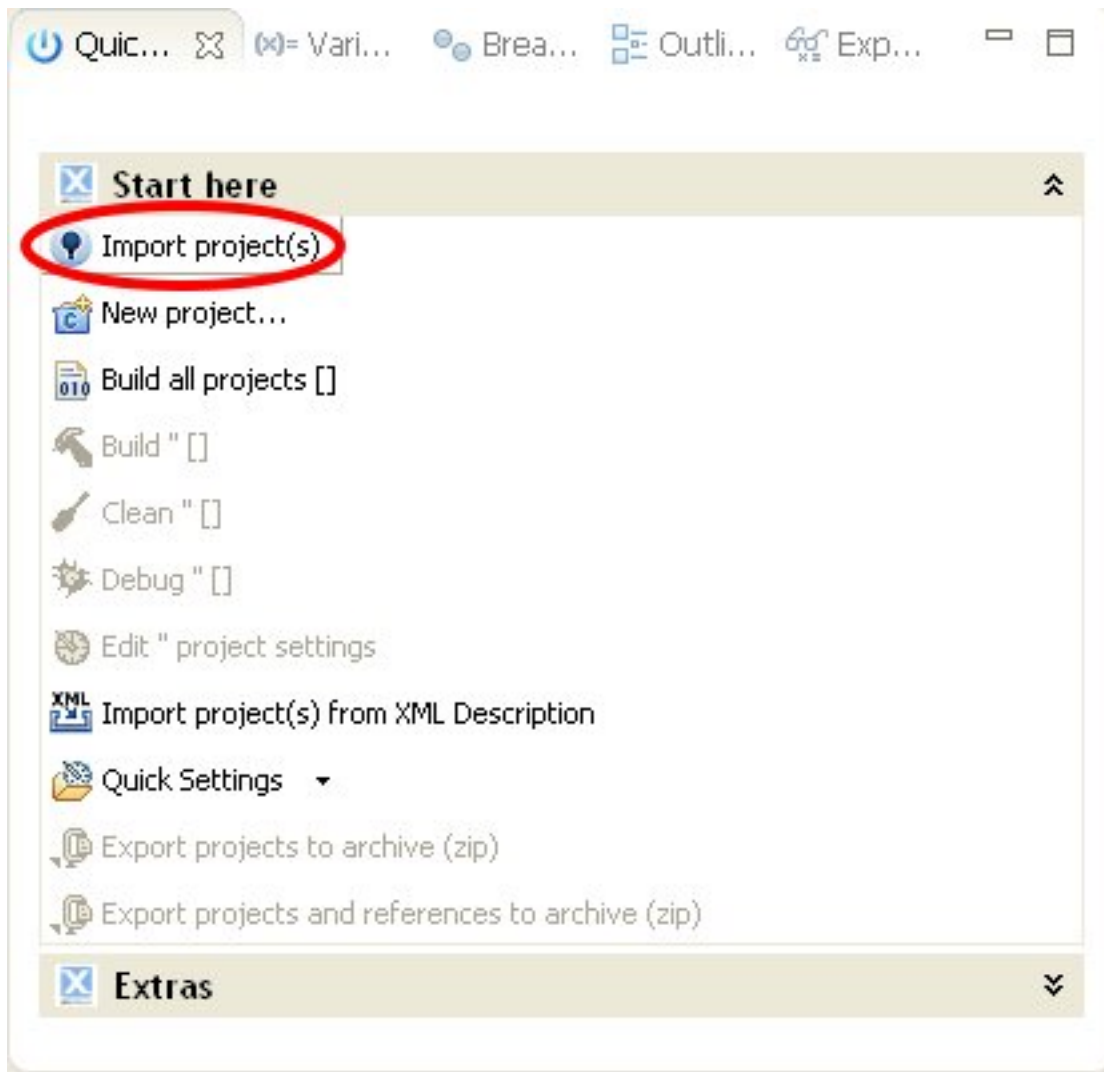 Quic... (x)= Vari... Brea... Outli... Exp...
Start here
Import project(s)
New project...
C
Build all projects []
010
Build '' []
Clean '' []
Debug '' []
Edit '' project settings
XML
Import project(s) from XML Description
Quick Settings
Export projects to archive (zip)
Export projects and references to archive (zip)
Extras